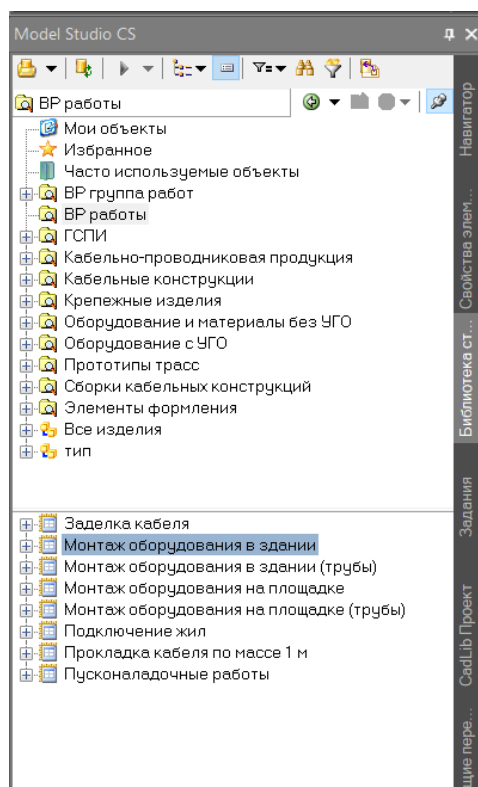 Model Studio CS
ВР работы
Мои объекты
Избранное
Часто используемые объекты
ВР группа работ
ВР работы
ГСПИ
Кабельно-проводниковая продукция
Кабельные конструкции
Крепежные изделия
Оборудование и материалы без УГО
Оборудование с УГО
Прототипы трасс
Сборки кабельных конструкций
Элементы формления
Все изделия
тип
Заделка кабеля
Монтаж оборудования в здании
Монтаж оборудования в здании (трубы)
Монтаж оборудования на площадке
Монтаж оборудования на площадке (трубы)
Подключение жил
Прокладка кабеля по массе 1 м
Пусконаладочные работы
Навигатор
Свойства элем...
Библиотека ст...
Задания
CadLib Проект
щие пере...